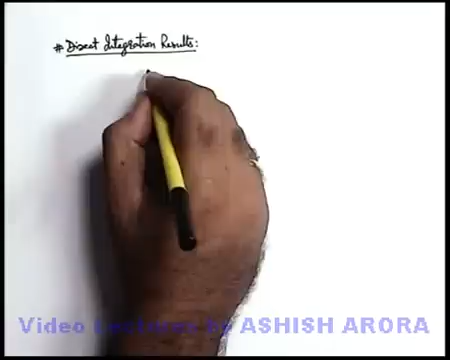 # Direct Integration Results:
Video Lectures by ASHISH ARORA